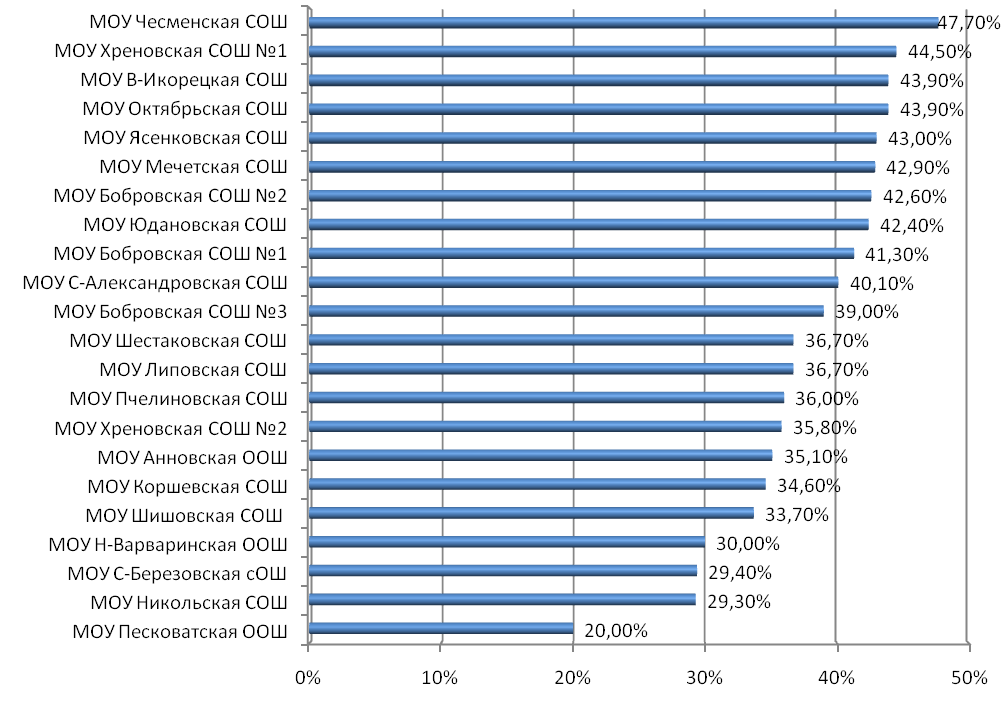 МОУ Чесменская СОШ 47,70%
МОУ Хреновская СОШ №1 44,50%
МОУ В-Икорецкая СОШ 43,90%
МОУ Октябрьская СОШ 43,90%
МОУ Ясенковская СОШ 43,00%
МОУ Мечетская СОШ 42,90%
МОУ Бобровская СОШ №2 42,60%
МОУ Юдановская СОШ 42,40%
МОУ Бобровская СОШ №1 41,30%
МОУ С-Александровская СОШ 40,10%
МОУ Бобровская СОШ №3 39,00%
МОУ Шестаковская СОШ 36,70%
МОУ Липовская СОШ 36,70%
МОУ Пчелиновская СОШ 36,00%
МОУ Хреновская СОШ №2 35,80%
МОУ Анновская ООШ 35,10%
МОУ Коршевская СОШ 34,60%
МОУ Шишовская СОШ 33,70%
МОУ Н-Варваринская ООШ 30,00%
МОУ С-Березовская сОШ 29,40%
МОУ Никольская СОШ 29,30%
МОУ Песковатская ООШ 20,00%
0% 10% 20% 30% 40% 50%